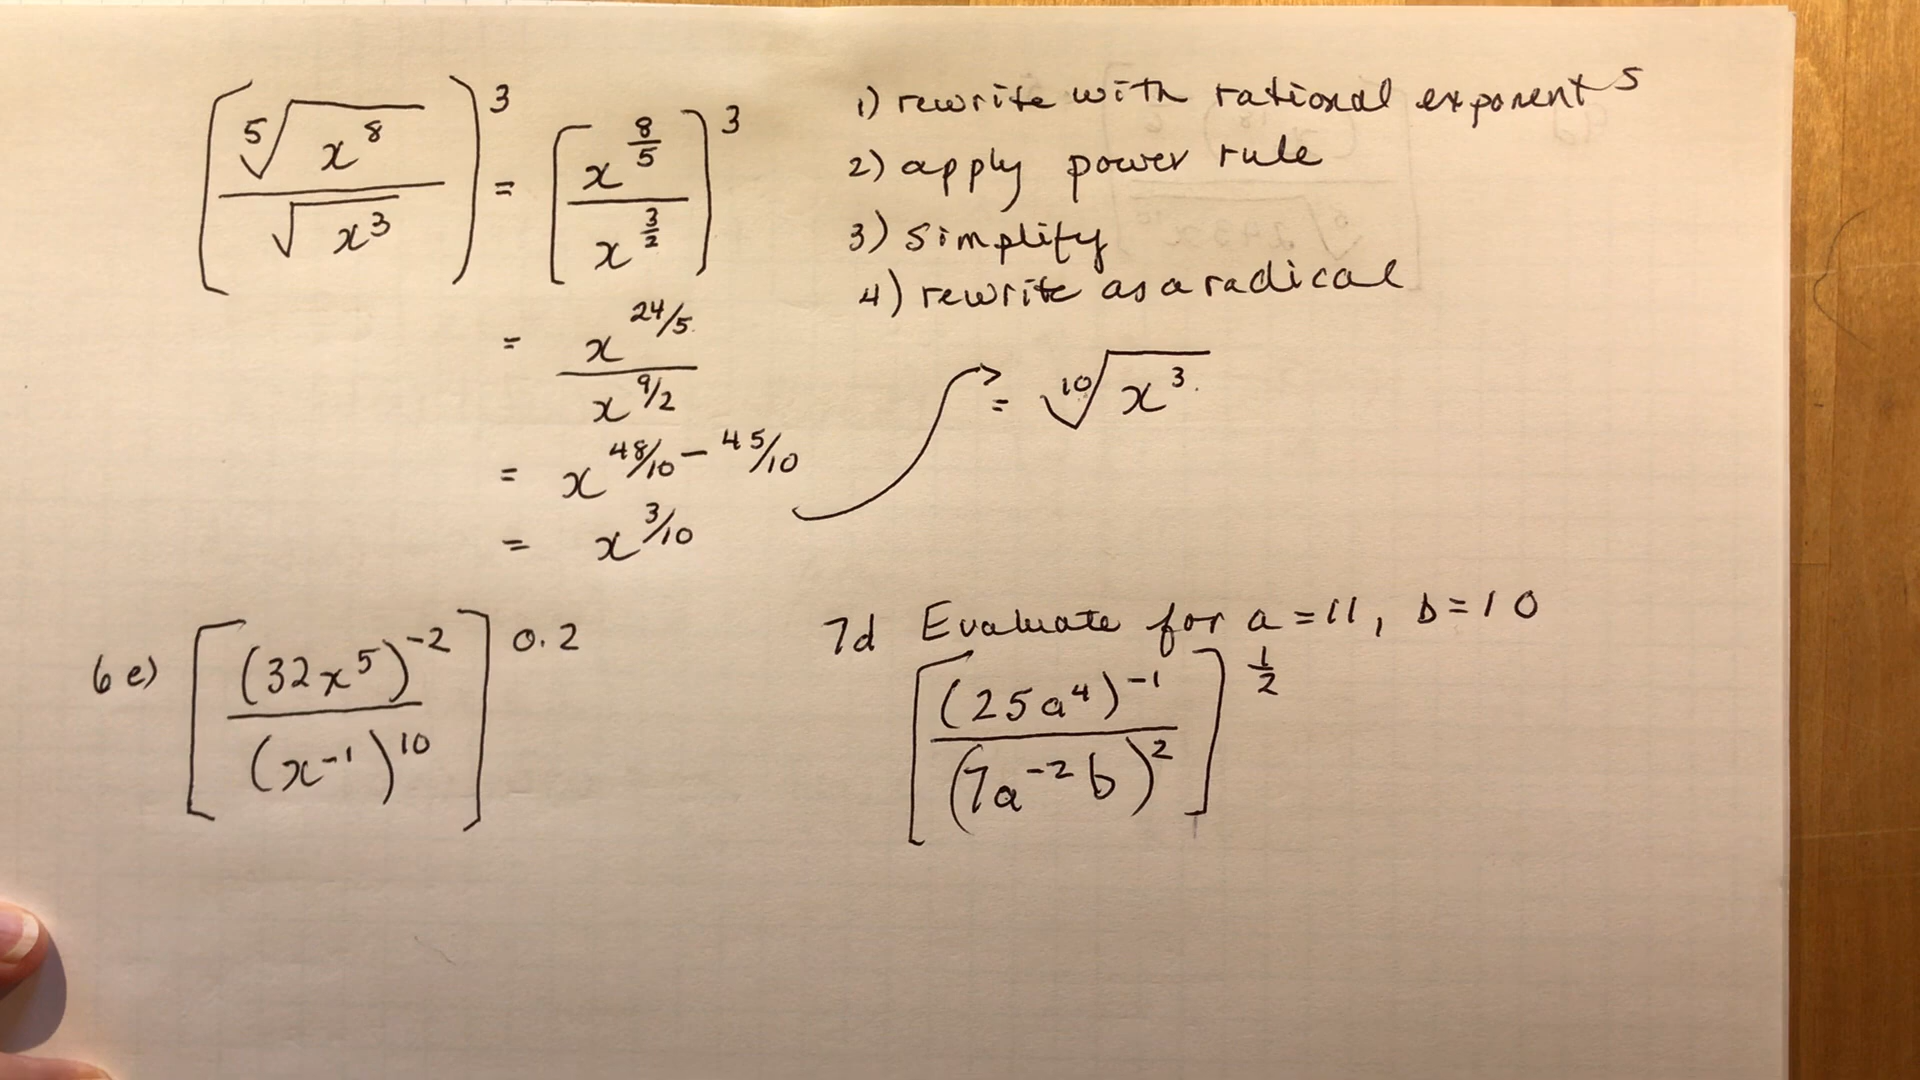 (⁵√x⁸ / √x³)³ = [x^(8/5) / x^(3/2)]³
= x^(24/5) / x^(9/2)
= x^(48/10 - 45/10)
= x^(3/10)
1) rewrite with rational exponents
2) apply power rule
3) simplify
4) rewrite as a radical
= ¹⁰√x³
6e) [(32x⁵)⁻² / (x⁻¹)¹⁰]^0.2
7d Evaluate for a = 11, b = 10
[(25a⁴)⁻¹ / (7a⁻²b)²]^(1/2)